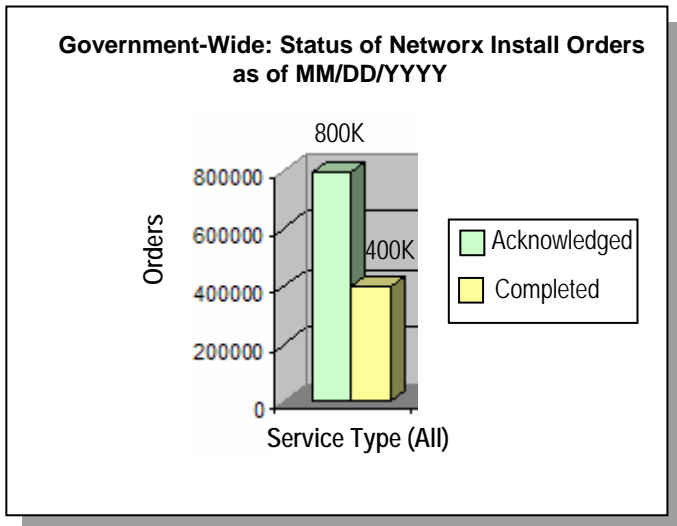 Government-Wide: Status of Networx Install Orders
as of MM/DD/YYYY
800K
800000
600000
400K
400000
200000
0
Orders
Service Type (All)
Acknowledged
Completed